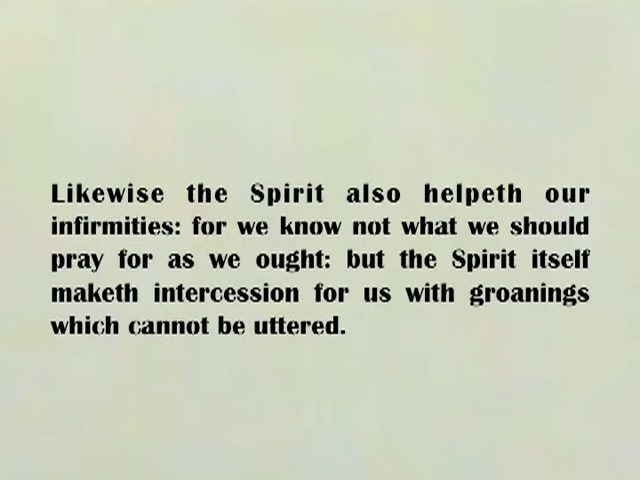 Likewise the Spirit also helpeth our
infirmities: for we know not what we should
pray for as we ought: but the Spirit itself
maketh intercession for us with groanings
which cannot be uttered.